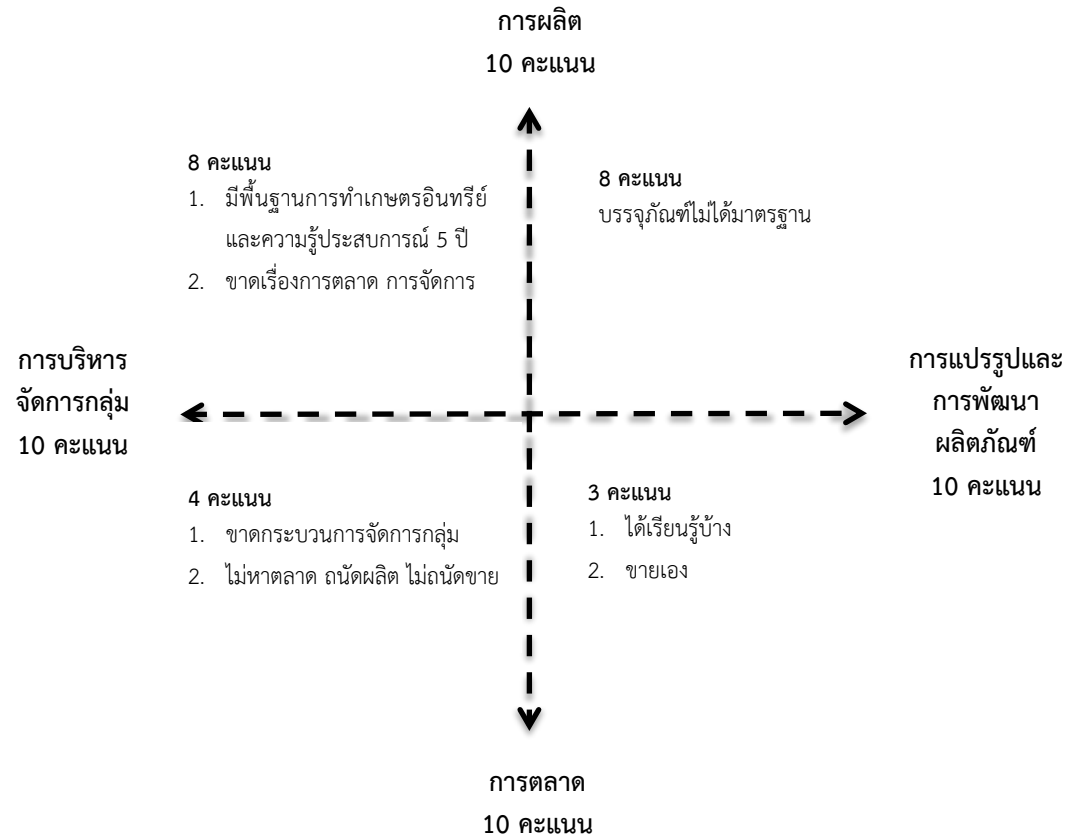 การผลิต
10 คะแนน
8 คะแนน
1. มีพื้นฐานการทำเกษตรอินทรีย์
และความรู้ประสบการณ์ 5 ปี
2. ขาดเรื่องการตลาด การจัดการ
8 คะแนน
บรรจุภัณฑ์ไม่ได้มาตรฐาน
การบริหาร
จัดการกลุ่ม
10 คะแนน
การแปรรูปและ
การพัฒนา
ผลิตภัณฑ์
10 คะแนน
4 คะแนน
1. ขาดกระบวนการจัดการกลุ่ม
2. ไม่หาตลาด ถนัดผลิต ไม่ถนัดขาย
3 คะแนน
1. ได้เรียนรู้บ้าง
2. ขายเอง
การตลาด
10 คะแนน